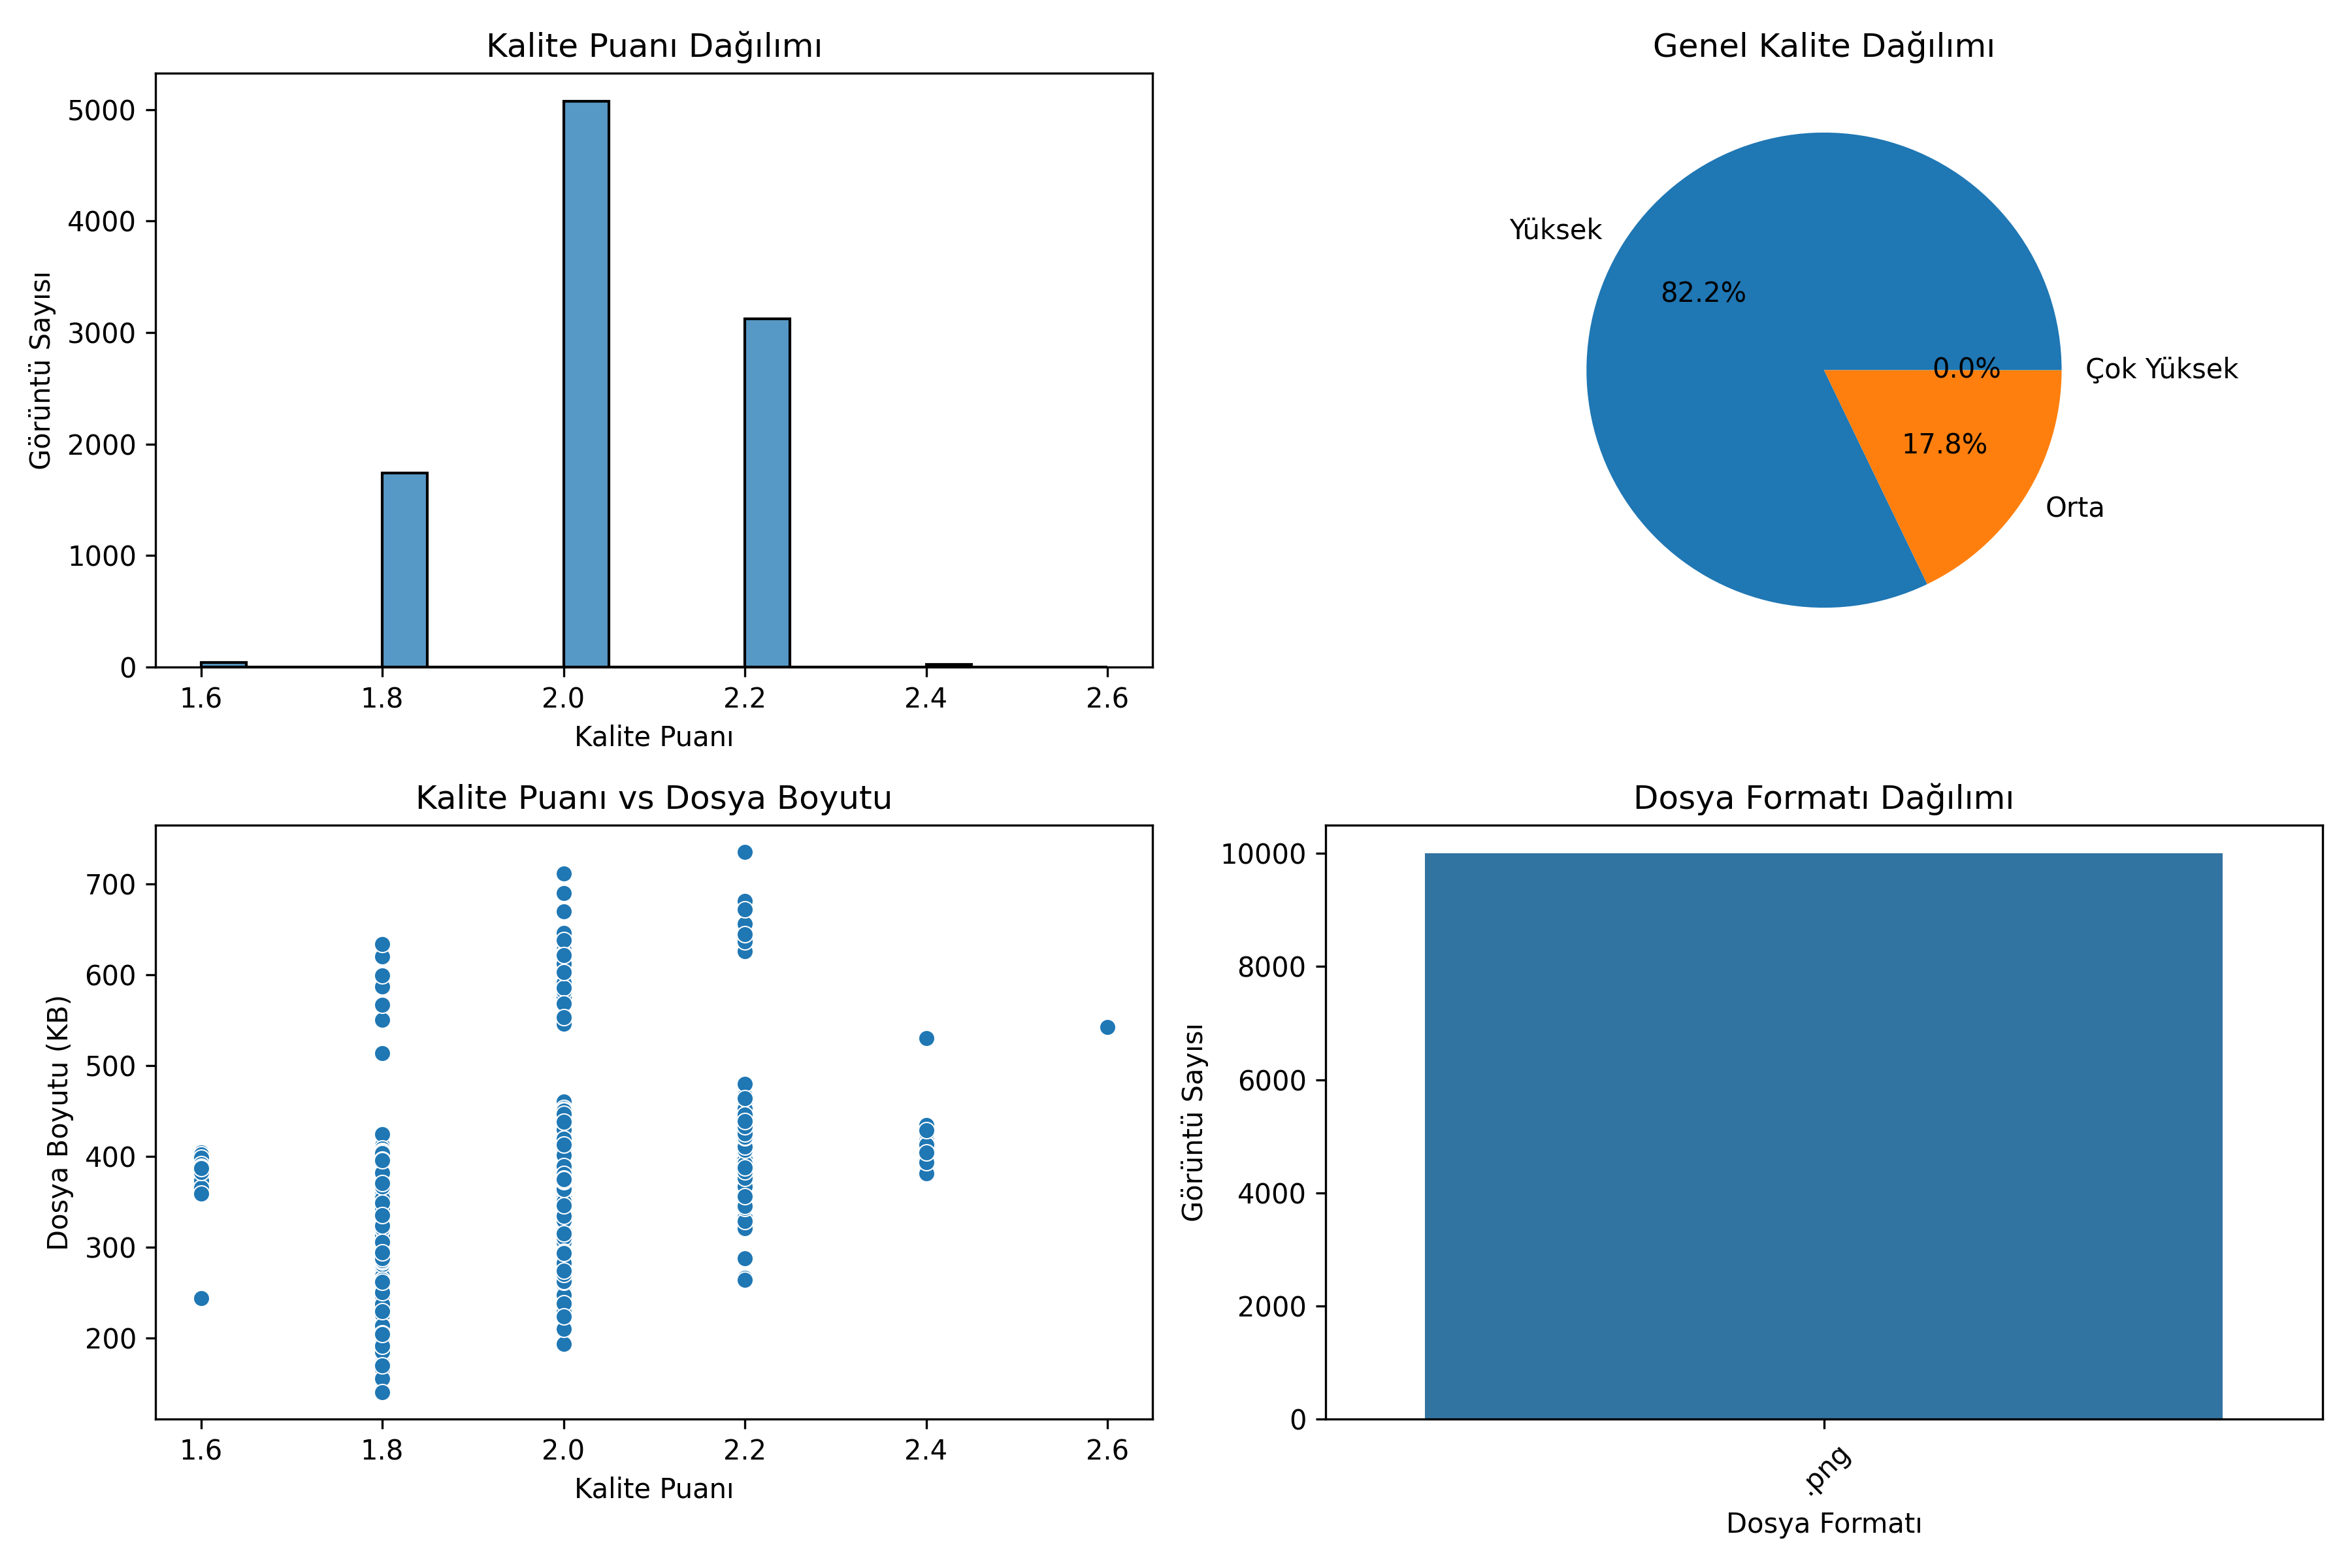 Kalite Puanı Dağılımı
Görüntü Sayısı
5000
4000
3000
2000
1000
0
1.6 1.8 2.0 2.2 2.4 2.6
Kalite Puanı
Genel Kalite Dağılımı
Yüksek
82.2%
0.0%
Çok Yüksek
17.8%
Orta
Kalite Puanı vs Dosya Boyutu
Dosya Boyutu (KB)
700
600
500
400
300
200
1.6 1.8 2.0 2.2 2.4 2.6
Kalite Puanı
Dosya Formatı Dağılımı
Görüntü Sayısı
10000
8000
6000
4000
2000
0
.png
Dosya Formatı